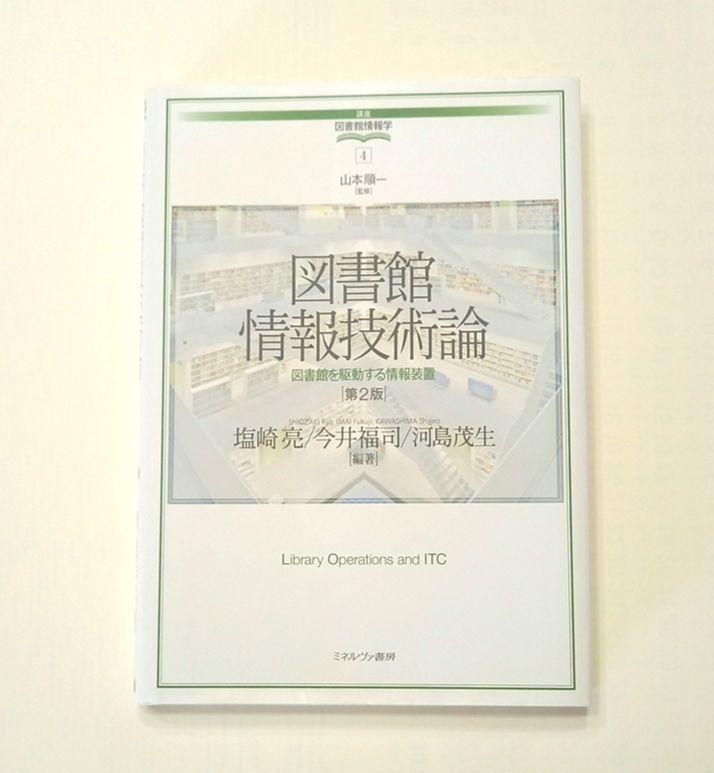 講座
図書館情報学
4
山本順一
[監修]
図書館
情報技術論
図書館を駆動する情報装置
[第2版]
SHIOZAKI Ryo, IMAI Fukuji, KAWASHIMA Shigeo
塩崎 亮/今井福司/河島茂生
[編著]
Library Operations and ITC
ミネルヴァ書房